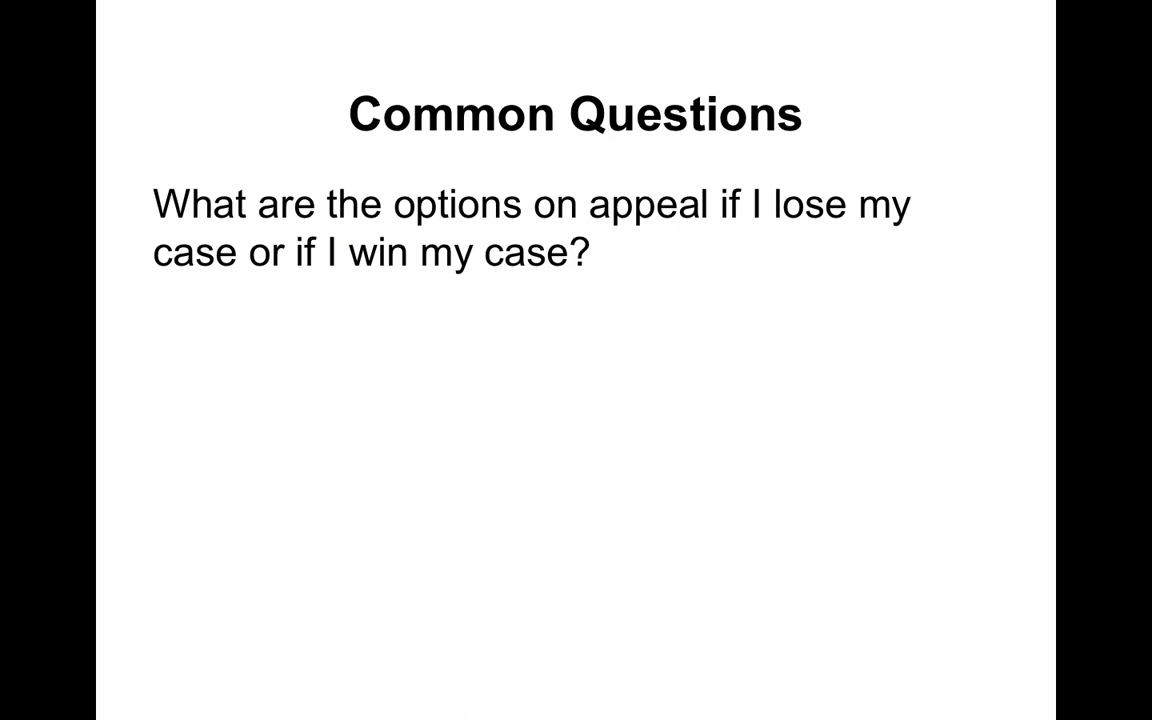 Common Questions
What are the options on appeal if I lose my
case or if I win my case?